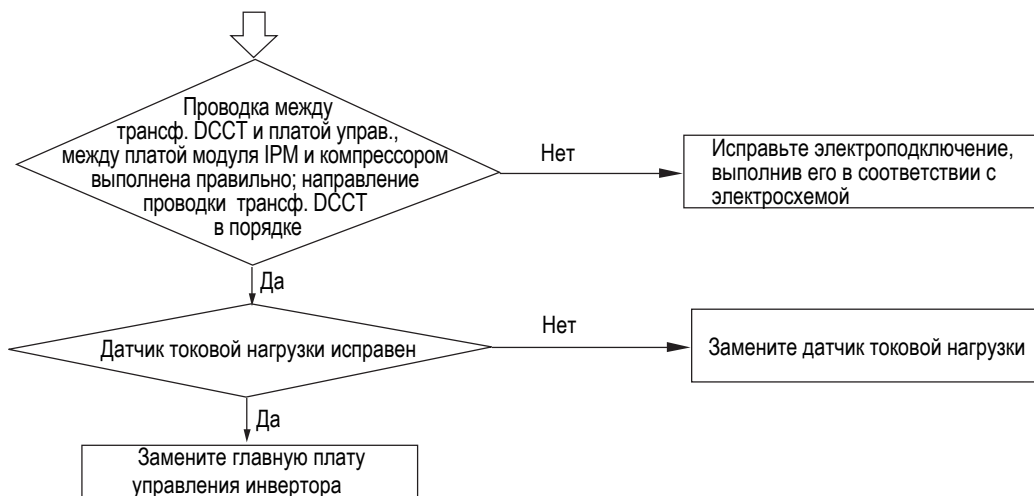 Проводка между
трансф. DCCT и платой управ.,
между платой модуля IPM и компрессором
выполнена правильно; направление
проводки трансф. DCCT
в порядке
Нет
Исправьте электроподключение,
выполнив его в соответствии с
электросхемой
Да
Датчик токовой нагрузки исправен
Нет
Замените датчик токовой нагрузки
Да
Замените главную плату
управления инвертора